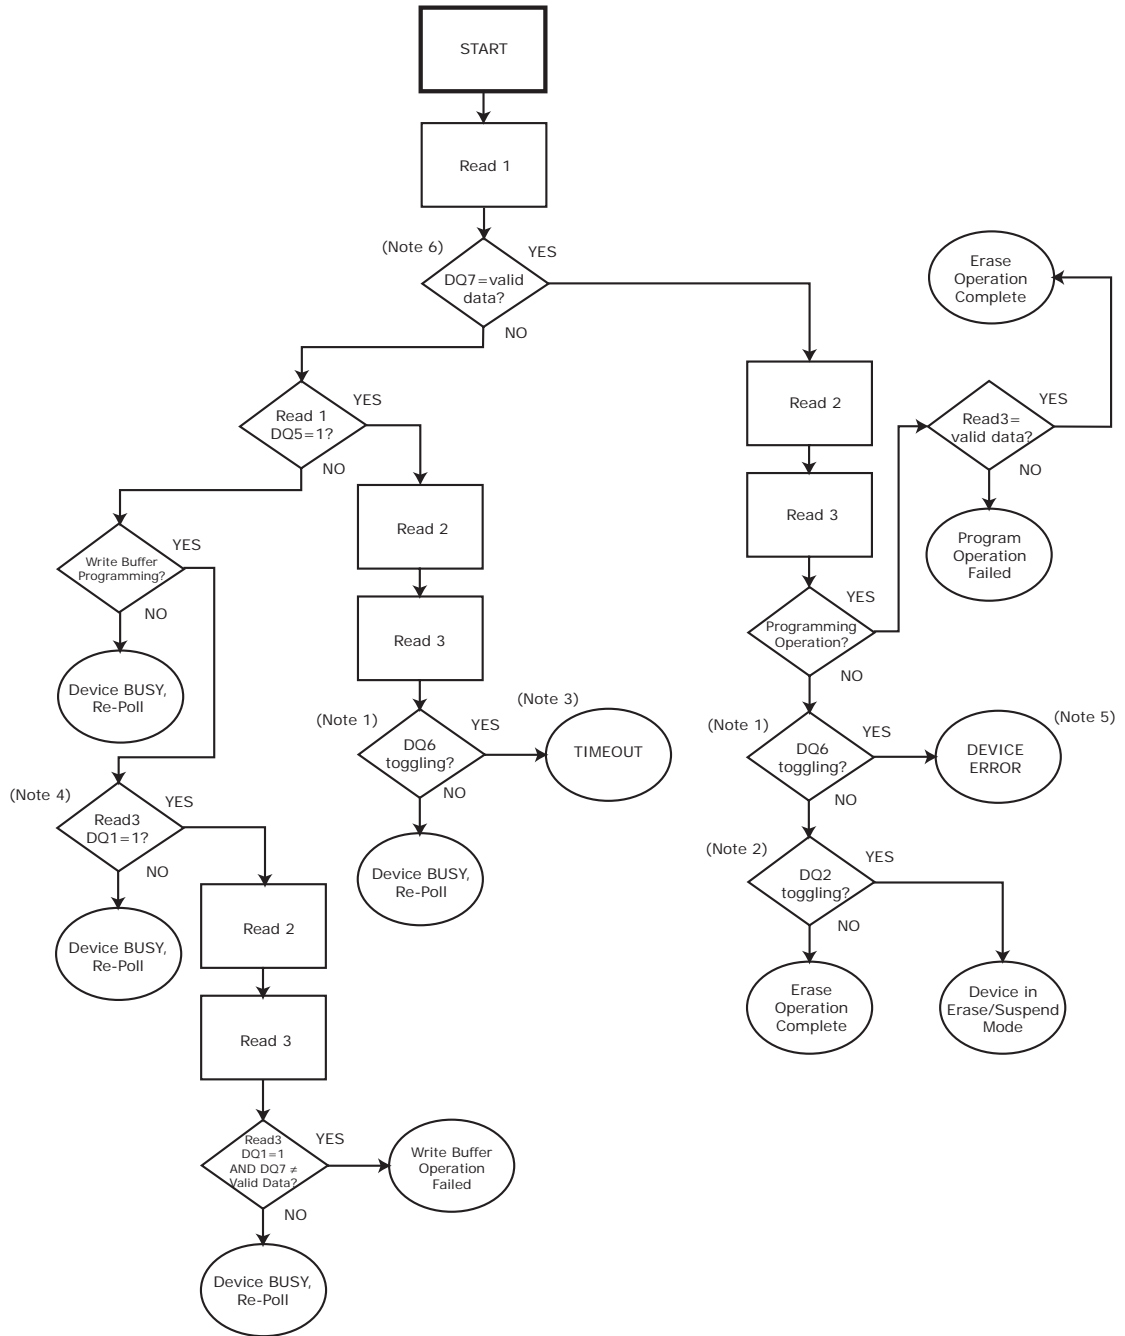 START
Read 1
(Note 6)
YES
DQ7=valid
data?
NO
Erase
Operation
Complete
Read 1
DQ5=1?
YES
NO
Read 2
Read3=
valid data?
YES
NO
Read 2
Read 3
Program
Operation
Failed
Write Buffer
Programming?
YES
NO
Read 3
Programming
Operation?
YES
NO
Device BUSY,
Re-Poll
(Note 1)
DQ6
toggling?
YES
NO
(Note 3)
TIMEOUT
(Note 1)
DQ6
toggling?
YES
NO
DEVICE
ERROR
(Note 5)
(Note 4)
Read3
DQ1=1?
YES
NO
Device BUSY,
Re-Poll
(Note 2)
DQ2
toggling?
YES
NO
Device BUSY,
Re-Poll
Read 2
Erase
Operation
Complete
Device in
Erase/Suspend
Mode
Read 3
Read3
DQ1=1
AND DQ7 ≠
Valid Data?
YES
NO
Write Buffer
Operation
Failed
Device BUSY,
Re-Poll